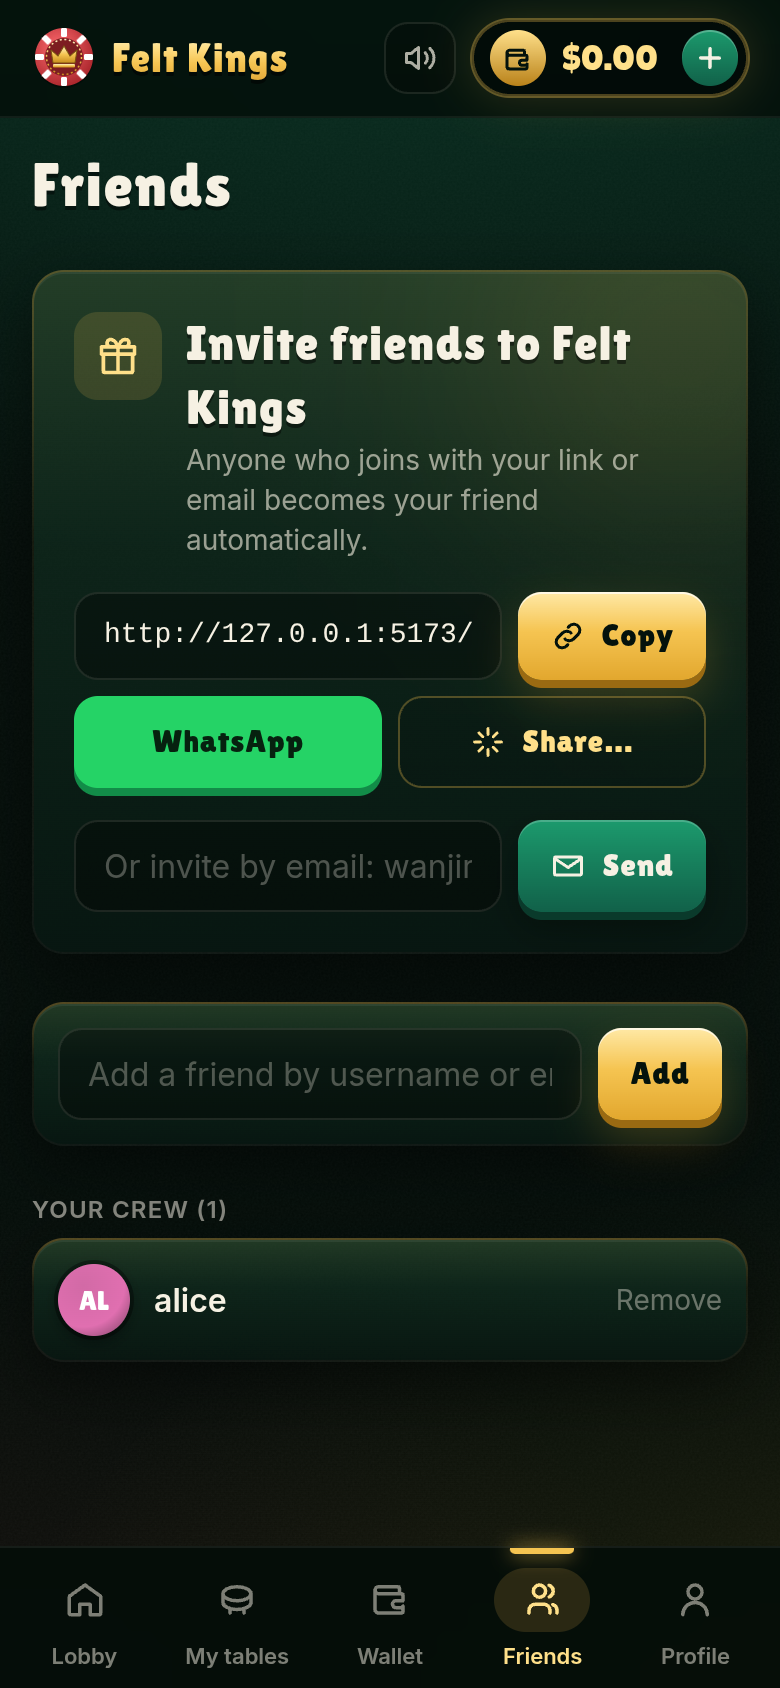 Felt Kings
$0.00
Friends
Invite friends to Felt
Kings
Anyone who joins with your link or
email becomes your friend
automatically.
http://127.0.0.1:5173/
Copy
WhatsApp
Share...
Or invite by email: wanjir
Send
Add a friend by username or e
Add
YOUR CREW (1)
AL
alice
Remove
Lobby
My tables
Wallet
Friends
Profile